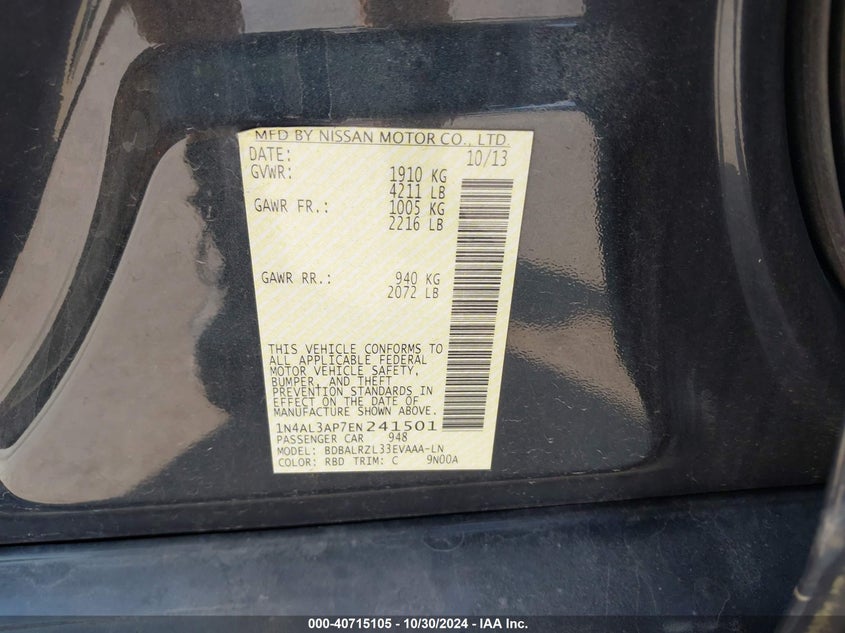 MFD BY NISSAN MOTOR CO., LTD.
DATE: 10/13
GVWR: 1910 KG
4211 LB
GAWR FR.: 1005 KG
2216 LB
GAWR RR.: 940 KG
2072 LB
THIS VEHICLE CONFORMS TO
ALL APPLICABLE FEDERAL
MOTOR VEHICLE SAFETY,
BUMPER, AND THEFT
PREVENTION STANDARDS IN
EFFECT ON THE DATE OF
MANUFACTURE SHOWN ABOVE.
1N4AL3AP7EN241501
PASSENGER CAR 948
MODEL: BDBALRZL33EVAAA-LN
COLOR: RBD TRIM: C 9N00A
000-40715105 - 10/30/2024 - IAA Inc.